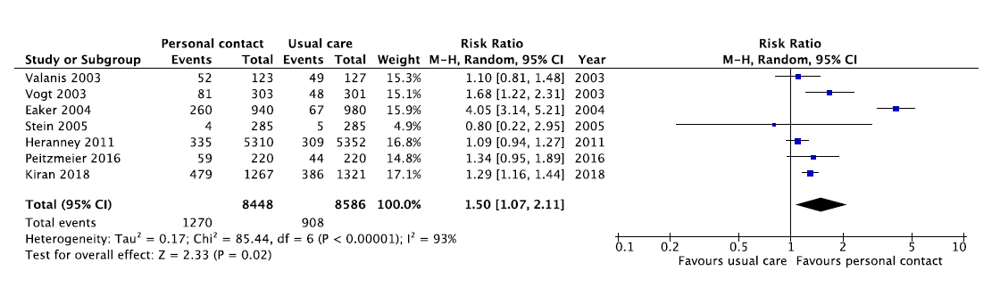 Personal contact Usual care Risk Ratio Risk Ratio
Study or Subgroup Events Total Events Total Weight M-H, Random, 95% CI Year M-H, Random, 95% CI
Valanis 2003 52 123 49 127 15.3% 1.10 [0.81, 1.48] 2003
Vogt 2003 81 303 48 301 15.1% 1.68 [1.22, 2.31] 2003
Eaker 2004 260 940 67 980 15.9% 4.05 [3.14, 5.21] 2004
Stein 2005 4 285 5 285 4.9% 0.80 [0.22, 2.95] 2005
Heranney 2011 335 5310 309 5352 16.8% 1.09 [0.94, 1.27] 2011
Peitzmeier 2016 59 220 44 220 14.8% 1.34 [0.95, 1.89] 2016
Kiran 2018 479 1267 386 1321 17.1% 1.29 [1.16, 1.44] 2018
Total (95% CI) 8448 8586 100.0% 1.50 [1.07, 2.11]
Total events 1270 908
Heterogeneity: Tau² = 0.17; Chi² = 85.44, df = 6 (P < 0.00001); I² = 93%
Test for overall effect: Z = 2.33 (P = 0.02)
0.1 0.2 0.5 1 2 5 10
Favours usual care Favours personal contact